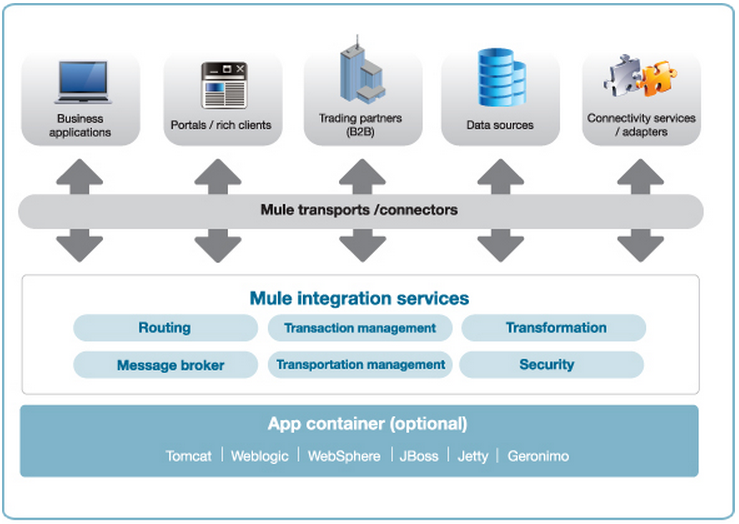 Business
applications
Portals / rich clients
Trading partners
(B2B)
Data sources
Connectivity services
/ adapters
Mule transports /connectors
Mule integration services
Routing
Transaction management
Transformation
Message broker
Transportation management
Security
App container (optional)
Tomcat | Weblogic | WebSphere | JBoss | Jetty | Geronimo